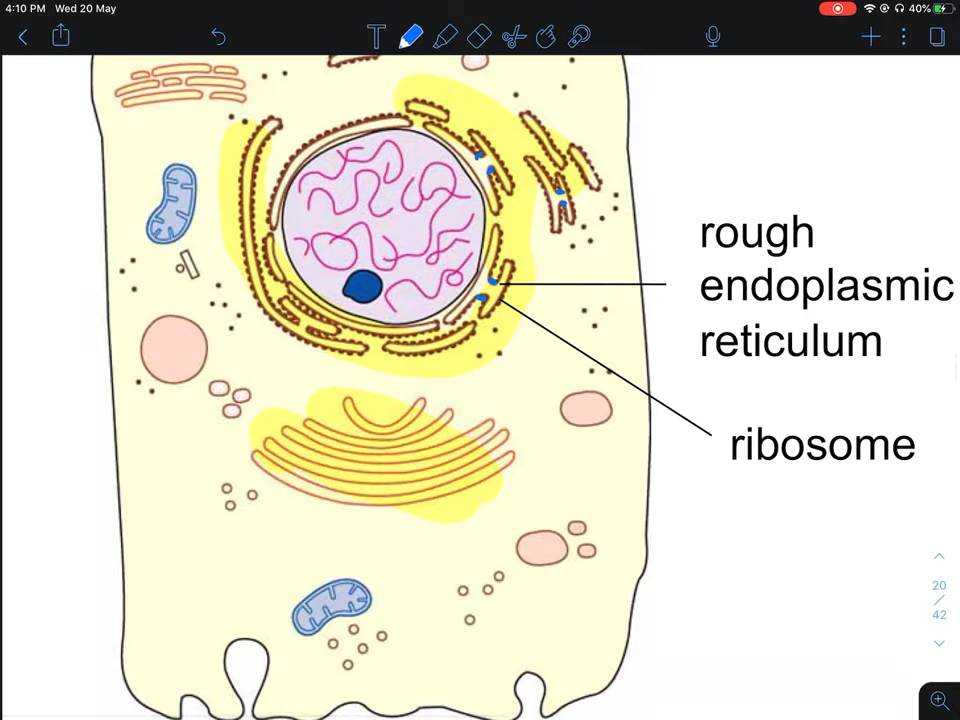 4:10 PM Wed 20 May
40%
T
rough
endoplasmic
reticulum
ribosome
20
/
42